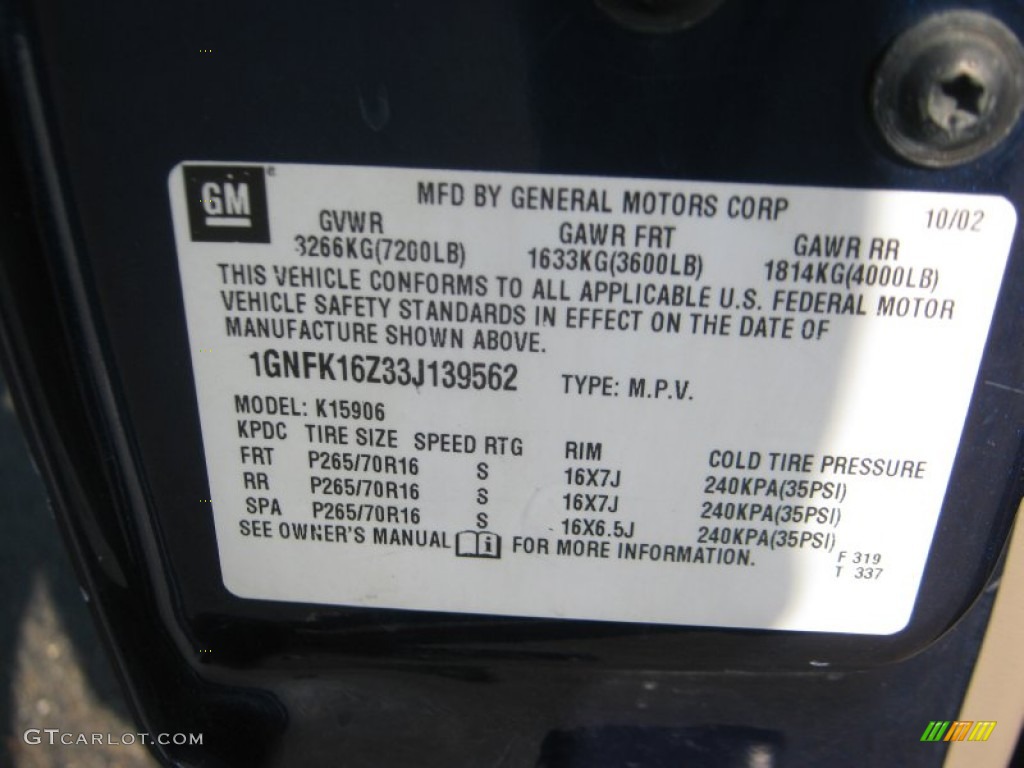 GM
MFD BY GENERAL MOTORS CORP
10/02
GVWR GAWR FRT GAWR RR
3266KG(7200LB) 1633KG(3600LB) 1814KG(4000LB)
THIS VEHICLE CONFORMS TO ALL APPLICABLE U.S. FEDERAL MOTOR
VEHICLE SAFETY STANDARDS IN EFFECT ON THE DATE OF
MANUFACTURE SHOWN ABOVE.
1GNFK16Z33J139562 TYPE: M.P.V.
MODEL: K15906
KPDC TIRE SIZE SPEED RTG RIM COLD TIRE PRESSURE
FRT P265/70R16 S 16X7J 240KPA(35PSI)
RR P265/70R16 S 16X7J 240KPA(35PSI)
SPA P265/70R16 S 16X6.5J 240KPA(35PSI)
SEE OWNER'S MANUAL i FOR MORE INFORMATION.
F 319
T 337
GTCARLOT.COM